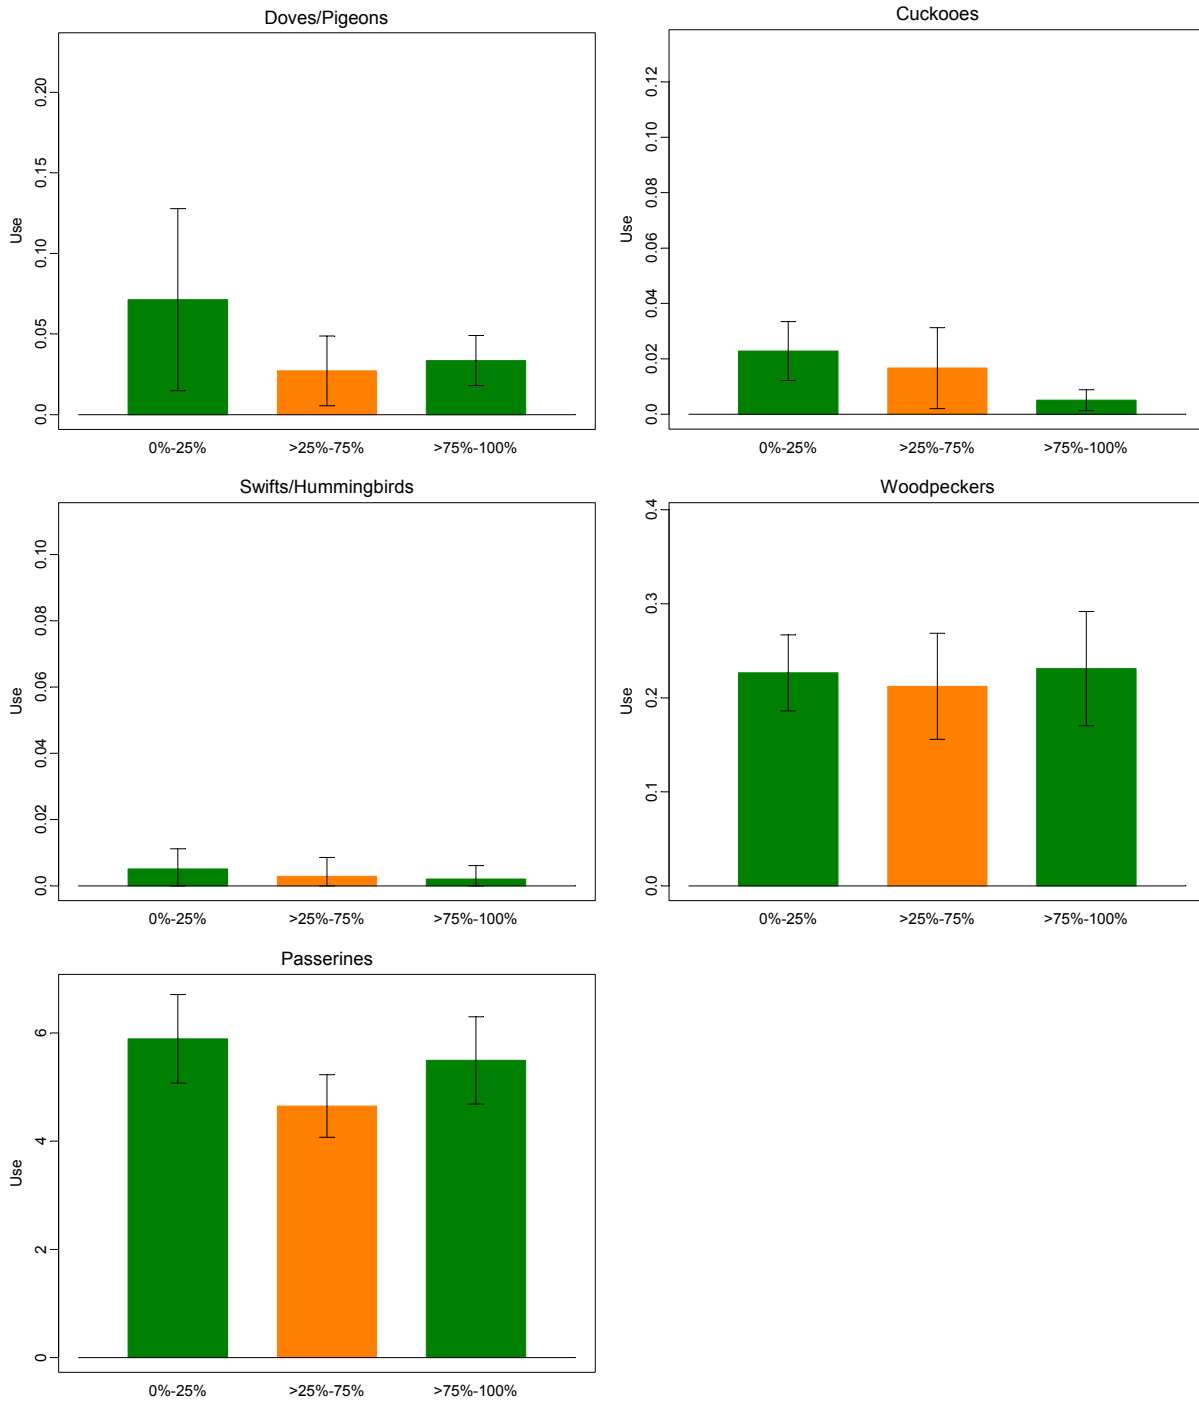 Doves/Pigeons
Use
0.20
0.15
0.10
0.05
0.0
0%-25% >25%-75% >75%-100%
Cuckooes
Use
0.12
0.10
0.08
0.06
0.04
0.02
0.0
0%-25% >25%-75% >75%-100%
Swifts/Hummingbirds
Use
0.10
0.08
0.06
0.04
0.02
0.0
0%-25% >25%-75% >75%-100%
Woodpeckers
Use
0.4
0.3
0.2
0.1
0.0
0%-25% >25%-75% >75%-100%
Passerines
Use
6
4
2
0
0%-25% >25%-75% >75%-100%